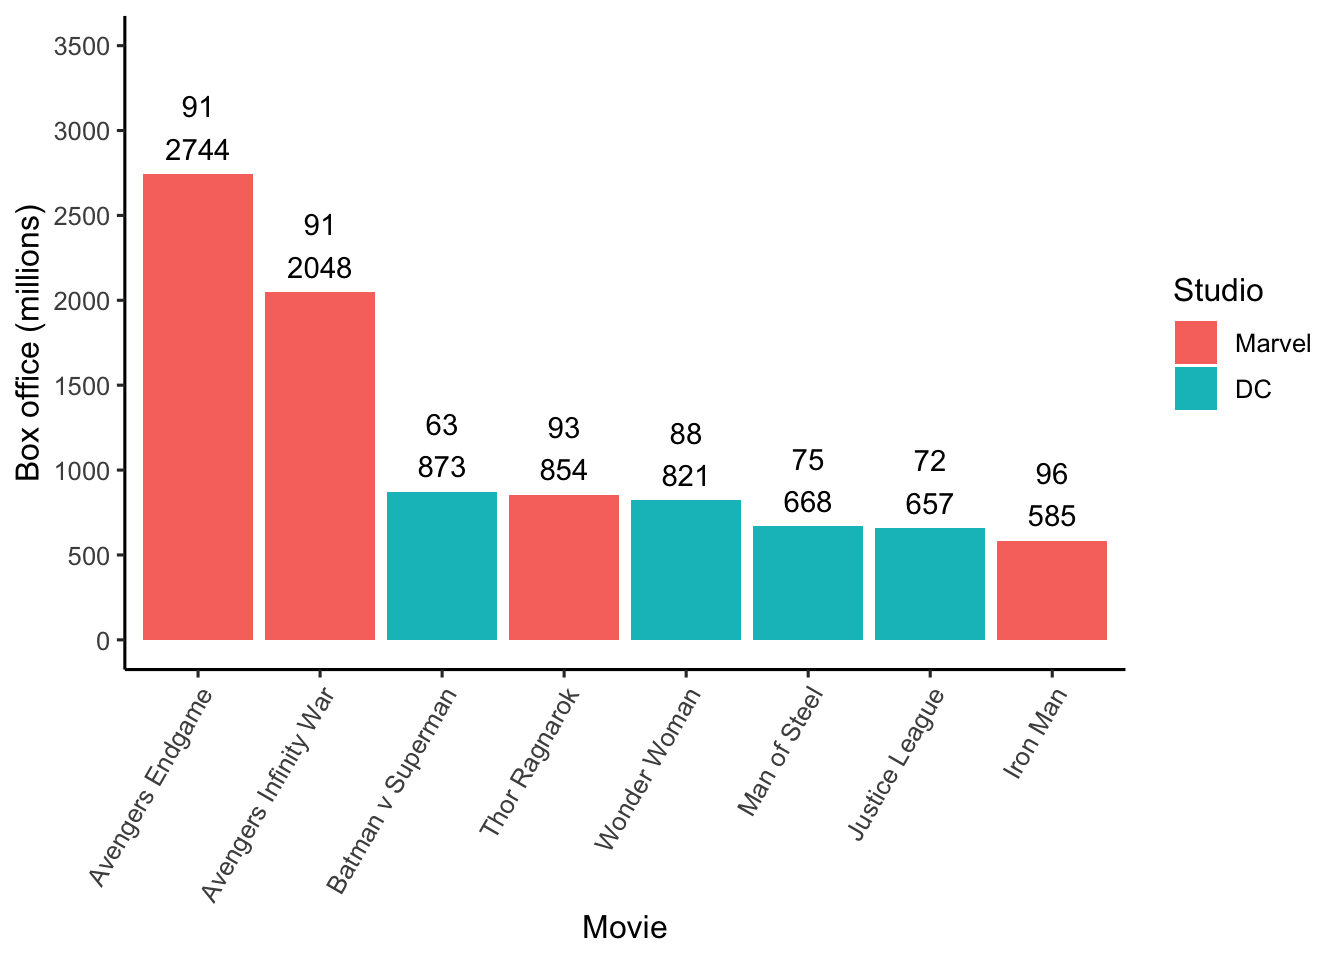 Box office (millions)
3500
3000
2500
2000
1500
1000
500
0
91
2744
91
2048
63
873
93
854
88
821
75
668
72
657
96
585
Avengers Endgame
Avengers Infinity War
Batman v Superman
Thor Ragnarok
Wonder Woman
Man of Steel
Justice League
Iron Man
Movie
Studio
Marvel
DC